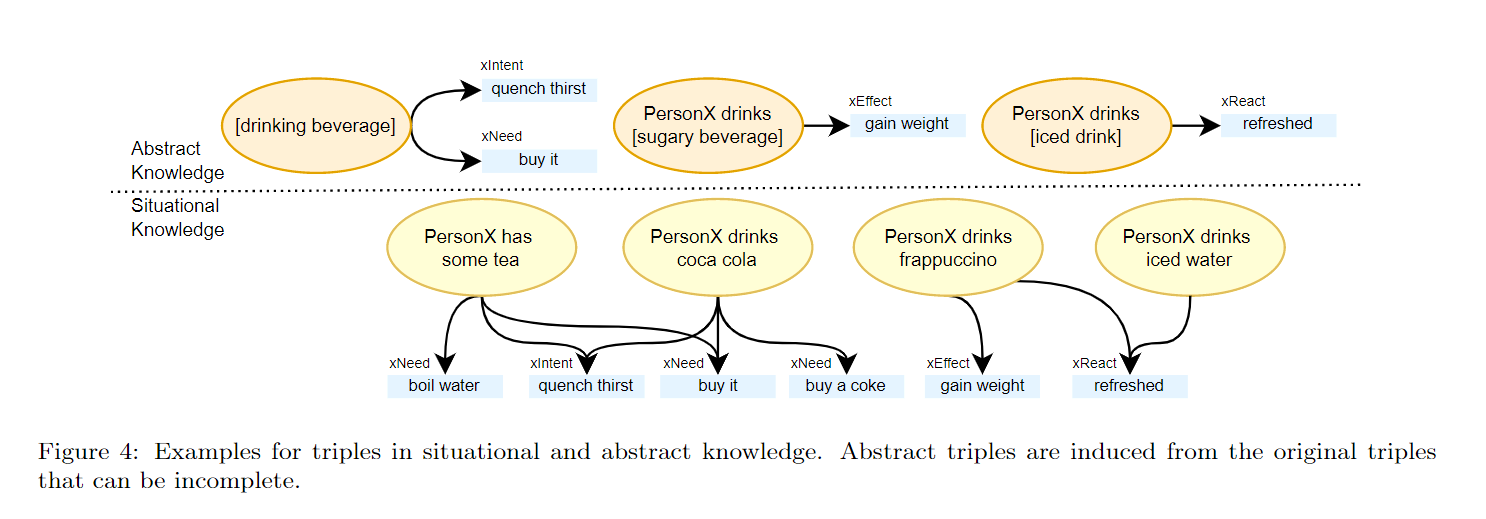 xIntent
quench thirst
[drinking beverage]
xNeed
buy it
PersonX drinks
[sugary beverage]
xEffect
gain weight
PersonX drinks
[iced drink]
xReact
refreshed
Abstract
Knowledge
Situational
Knowledge
PersonX has
some tea
PersonX drinks
coca cola
PersonX drinks
frappuccino
PersonX drinks
iced water
xNeed
boil water
xIntent
quench thirst
xNeed
buy it
xNeed
buy a coke
xEffect
gain weight
xReact
refreshed
Figure 4: Examples for triples in situational and abstract knowledge. Abstract triples are induced from the original triples
that can be incomplete.